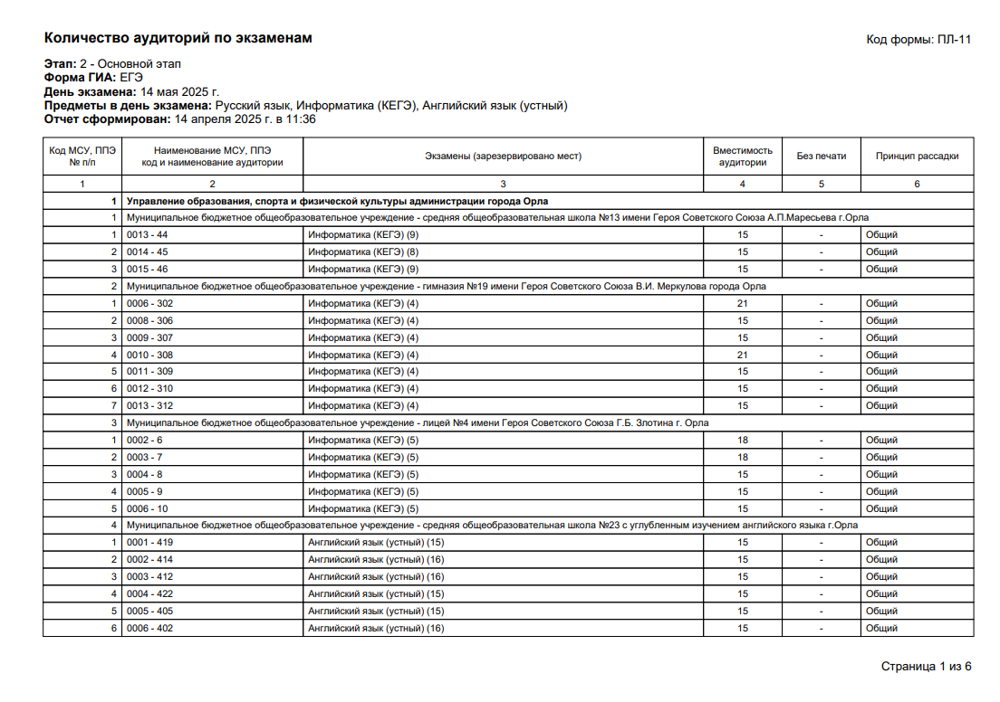 Количество аудиторий по экзаменам
Код формы: ПЛ-11
Этап: 2 - Основной этап
Форма ГИА: ЕГЭ
День экзамена: 14 мая 2025 г.
Предметы в день экзамена: Русский язык, Информатика (КЕГЭ), Английский язык (устный)
Отчет сформирован: 14 апреля 2025 г. в 11:36
Код МСУ, ППЭ № п/п Наименование МСУ, ППЭ код и наименование аудитории Экзамены (зарезервировано мест) Вместимость аудитории Без печати Принцип рассадки
1 2 3 4 5 6
1 Управление образования, спорта и физической культуры администрации города Орла
1 Муниципальное бюджетное общеобразовательное учреждение - средняя общеобразовательная школа №13 имени Героя Советского Союза А.П.Маресьева г.Орла
1 0013 - 44 Информатика (КЕГЭ) (9) 15 - Общий
2 0014 - 45 Информатика (КЕГЭ) (8) 15 - Общий
3 0015 - 46 Информатика (КЕГЭ) (9) 15 - Общий
2 Муниципальное бюджетное общеобразовательное учреждение - гимназия №19 имени Героя Советского Союза В.И. Меркулова города Орла
1 0006 - 302 Информатика (КЕГЭ) (4) 21 - Общий
2 0008 - 306 Информатика (КЕГЭ) (4) 15 - Общий
3 0009 - 307 Информатика (КЕГЭ) (4) 15 - Общий
4 0010 - 308 Информатика (КЕГЭ) (4) 21 - Общий
5 0011 - 309 Информатика (КЕГЭ) (4) 15 - Общий
6 0012 - 310 Информатика (КЕГЭ) (4) 15 - Общий
7 0013 - 312 Информатика (КЕГЭ) (4) 15 - Общий
3 Муниципальное бюджетное общеобразовательное учреждение - лицей №4 имени Героя Советского Союза Г.Б. Злотина г. Орла
1 0002 - 6 Информатика (КЕГЭ) (5) 18 - Общий
2 0003 - 7 Информатика (КЕГЭ) (5) 18 - Общий
3 0004 - 8 Информатика (КЕГЭ) (5) 15 - Общий
4 0005 - 9 Информатика (КЕГЭ) (5) 15 - Общий
5 0006 - 10 Информатика (КЕГЭ) (5) 15 - Общий
4 Муниципальное бюджетное общеобразовательное учреждение - средняя общеобразовательная школа №23 с углубленным изучением английского языка г.Орла
1 0001 - 419 Английский язык (устный) (15) 15 - Общий
2 0002 - 414 Английский язык (устный) (16) 15 - Общий
3 0003 - 412 Английский язык (устный) (16) 15 - Общий
4 0004 - 422 Английский язык (устный) (15) 15 - Общий
5 0005 - 405 Английский язык (устный) (15) 15 - Общий
6 0006 - 402 Английский язык (устный) (16) 15 - Общий
Страница 1 из 6